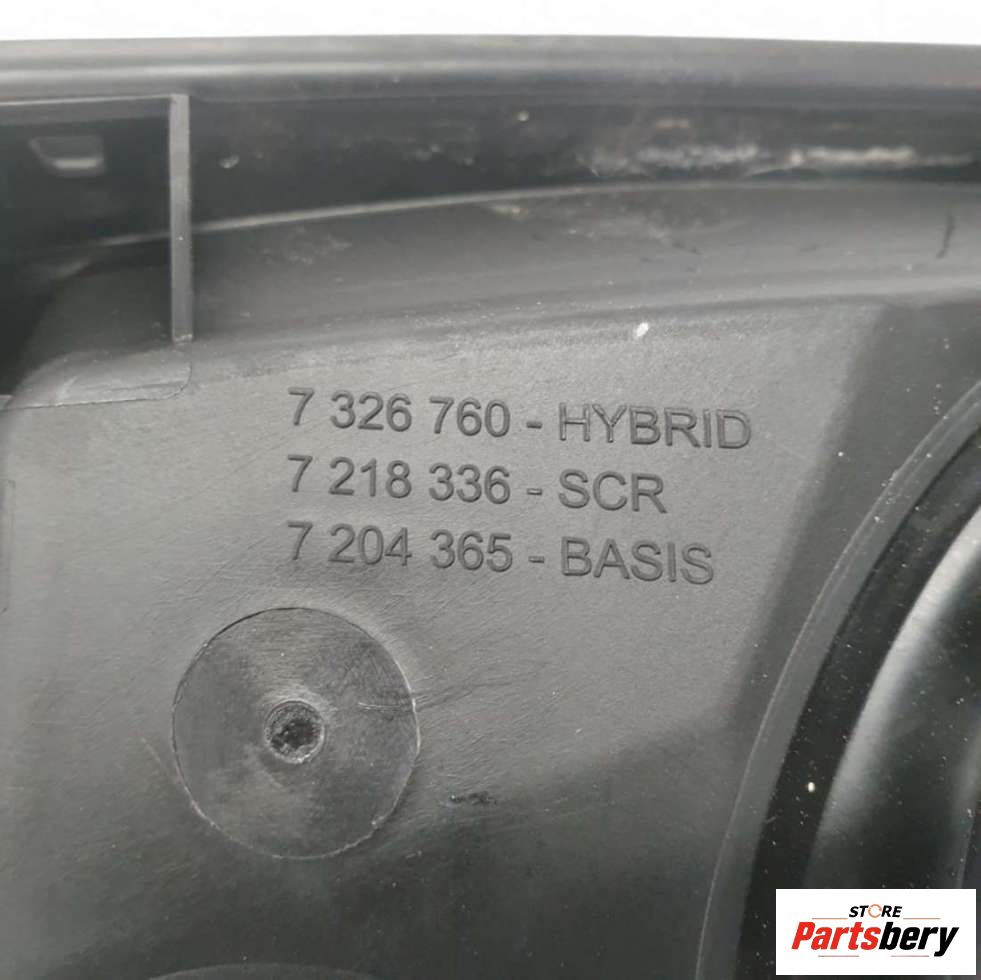 7 326 760 - HYBRID
7 218 336 - SCR
7 204 365 - BASIS
STORE
Partsbery